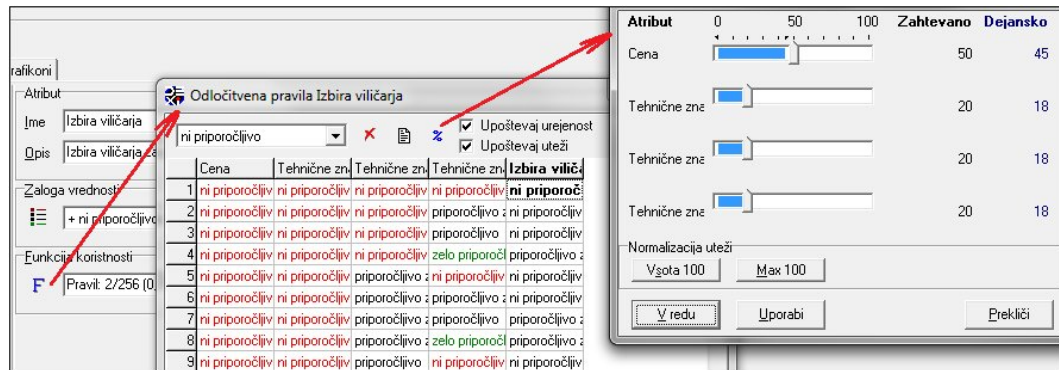 rafikoni
Atribut
Ime Izbira viličarja
Opis Izbira viličarja za
Zaloga vrednosti
+ ni priporočljivo
Funkcija koristnosti
F Pravil: 2/256 (0,
Odločitvena pravila Izbira viličarja
ni priporočljivo % Upoštevaj urejenost
Upoštevaj uteži
Cena Tehnične zn Tehnične zn Tehnične zn Izbira vilič
1 ni priporočljiv ni priporočljiv ni priporočljiv ni priporočljiv ni priporoč
2 ni priporočljiv ni priporočljiv ni priporočljiv priporočljivo z ni priporočljiv
3 ni priporočljiv ni priporočljiv ni priporočljiv priporočljivo ni priporočljiv
4 ni priporočljiv ni priporočljiv ni priporočljiv zelo priporočl priporočljivo z
5 ni priporočljiv ni priporočljiv priporočljivo z ni priporočljiv ni priporočljiv
6 ni priporočljiv ni priporočljiv priporočljivo z priporočljivo z ni priporočljiv
7 ni priporočljiv ni priporočljiv priporočljivo z priporočljivo priporočljivo z
8 ni priporočljiv ni priporočljiv priporočljivo z zelo priporočl priporočljivo z
9 ni priporočljiv ni priporočljiv priporočljivo ni priporočljiv ni priporočljiv
Atribut 0 50 100 Zahtevano Dejansko
Cena 50 45
Tehnične zna 20 18
Tehnične zna 20 18
Tehnične zna 20 18
Normalizacija uteži
Vsota 100 Max 100
V redu Uporabi Prekliči